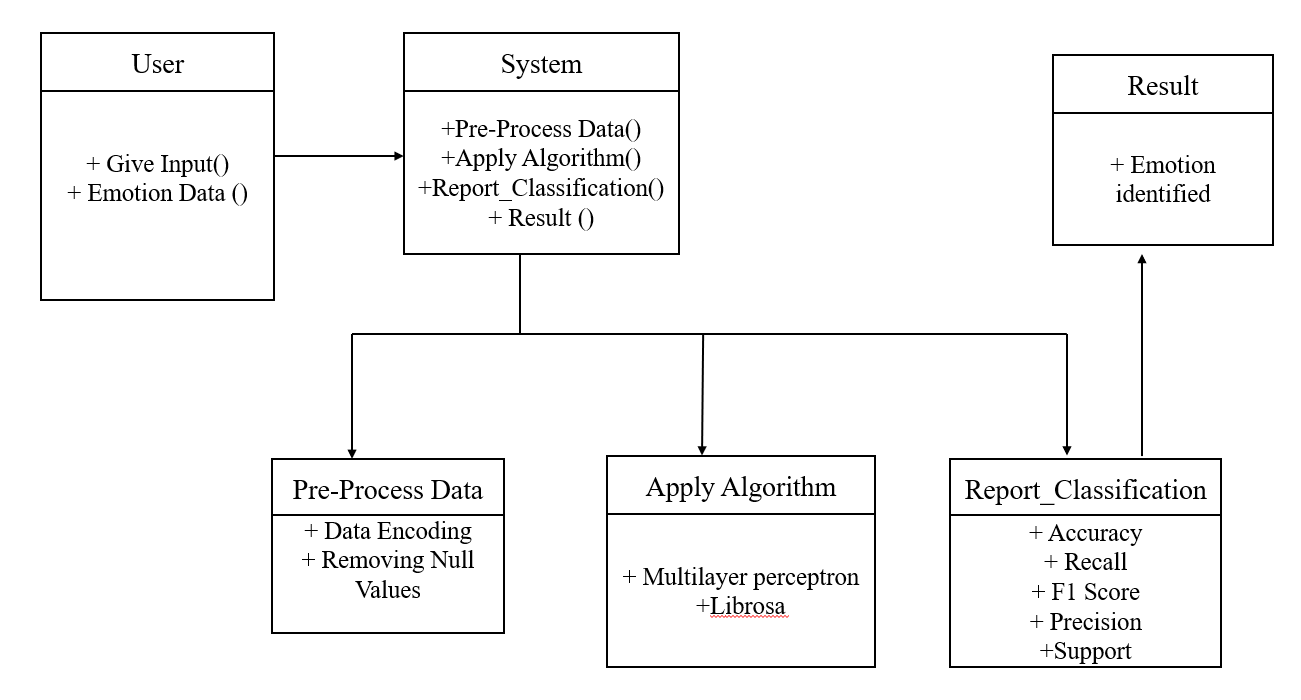 User
+ Give Input()
+ Emotion Data ()
System
+Pre-Process Data()
+Apply Algorithm()
+Report_Classification()
+ Result ()
Result
+ Emotion
identified
Pre-Process Data
+ Data Encoding
+ Removing Null
Values
Apply Algorithm
+ Multilayer perceptron
+Librosa
Report_Classification
+ Accuracy
+ Recall
+ F1 Score
+ Precision
+Support